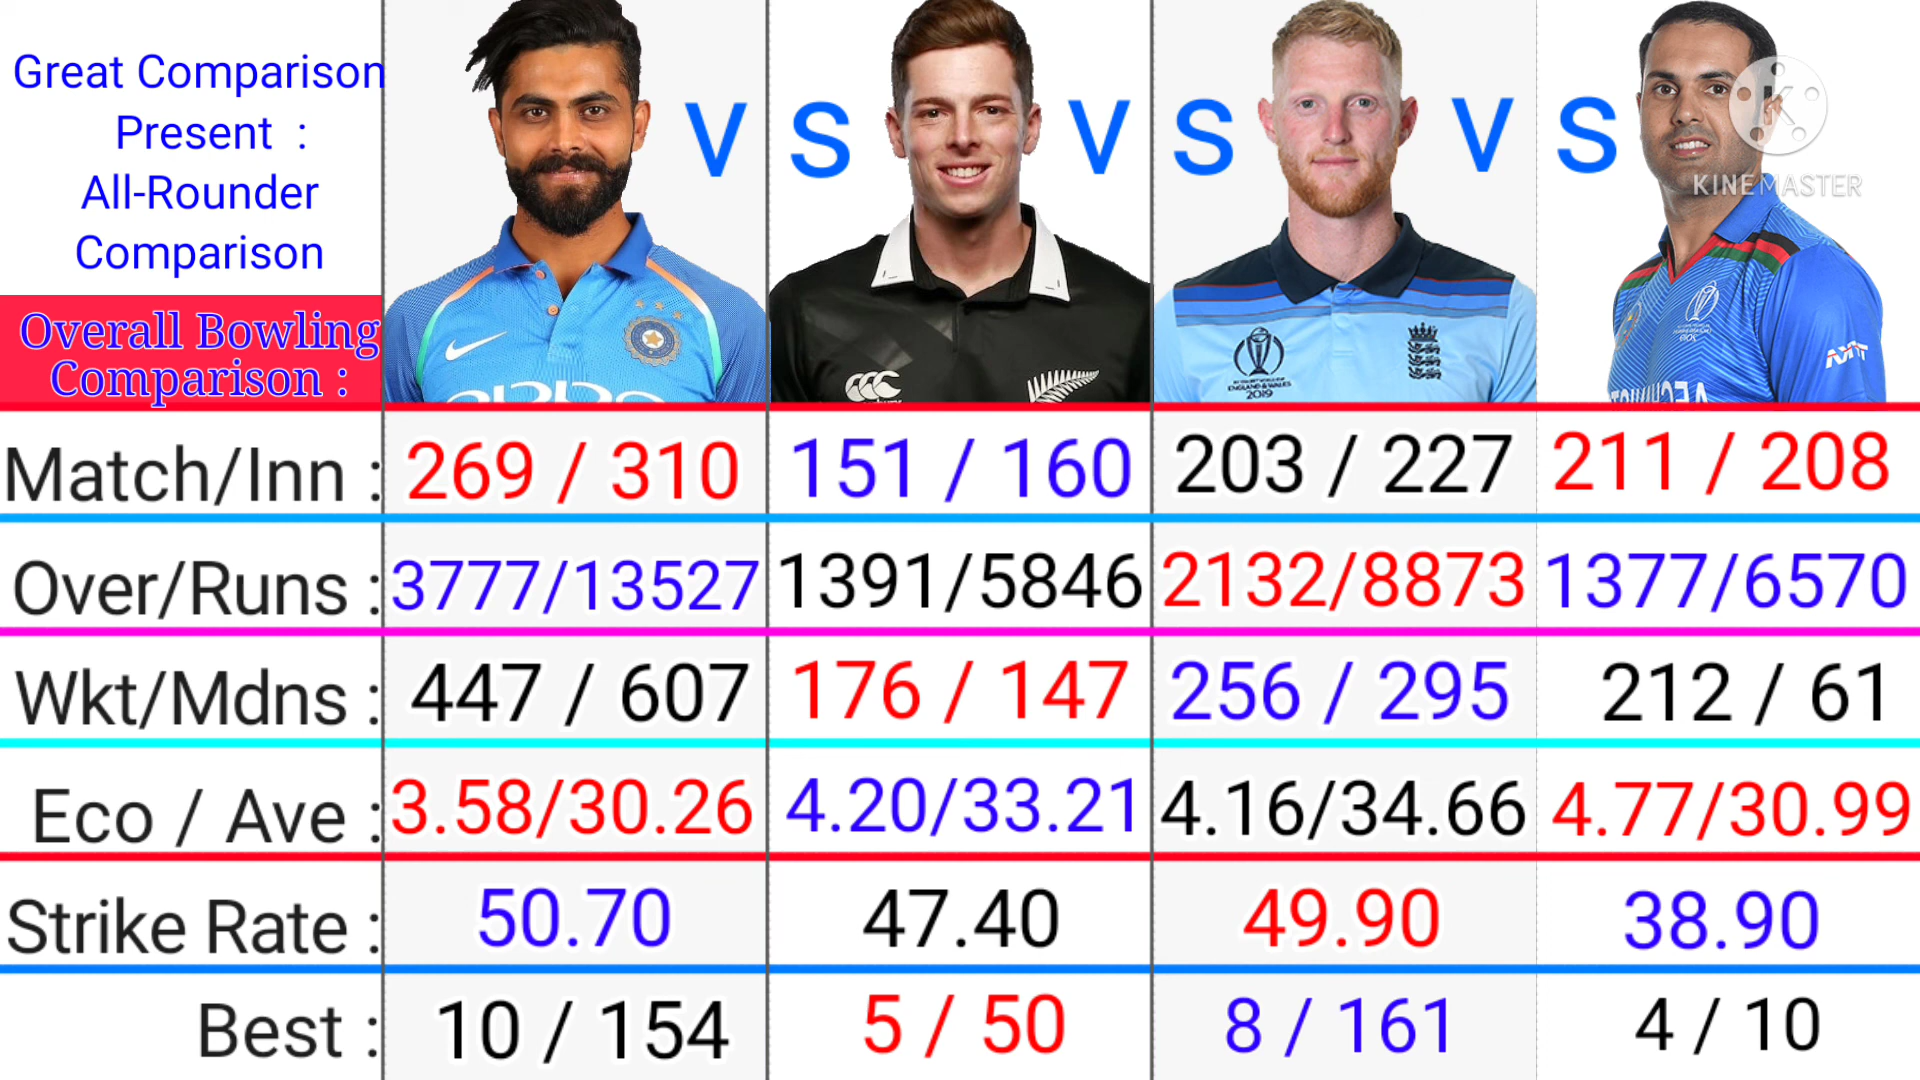 Great Comparison
Present :
All-Rounder
Comparison
Overall Bowling
Comparison :
V S V S V S
KINEMASTER
ENGLAND & WALES
2019
Match/Inn : 269 / 310 151 / 160 203 / 227 211 / 208
Over/Runs : 3777/13527 1391/5846 2132/8873 1377/6570
Wkt/Mdns : 447 / 607 176 / 147 256 / 295 212 / 61
Eco / Ave : 3.58/30.26 4.20/33.21 4.16/34.66 4.77/30.99
Strike Rate : 50.70 47.40 49.90 38.90
Best : 10 / 154 5 / 50 8 / 161 4 / 10